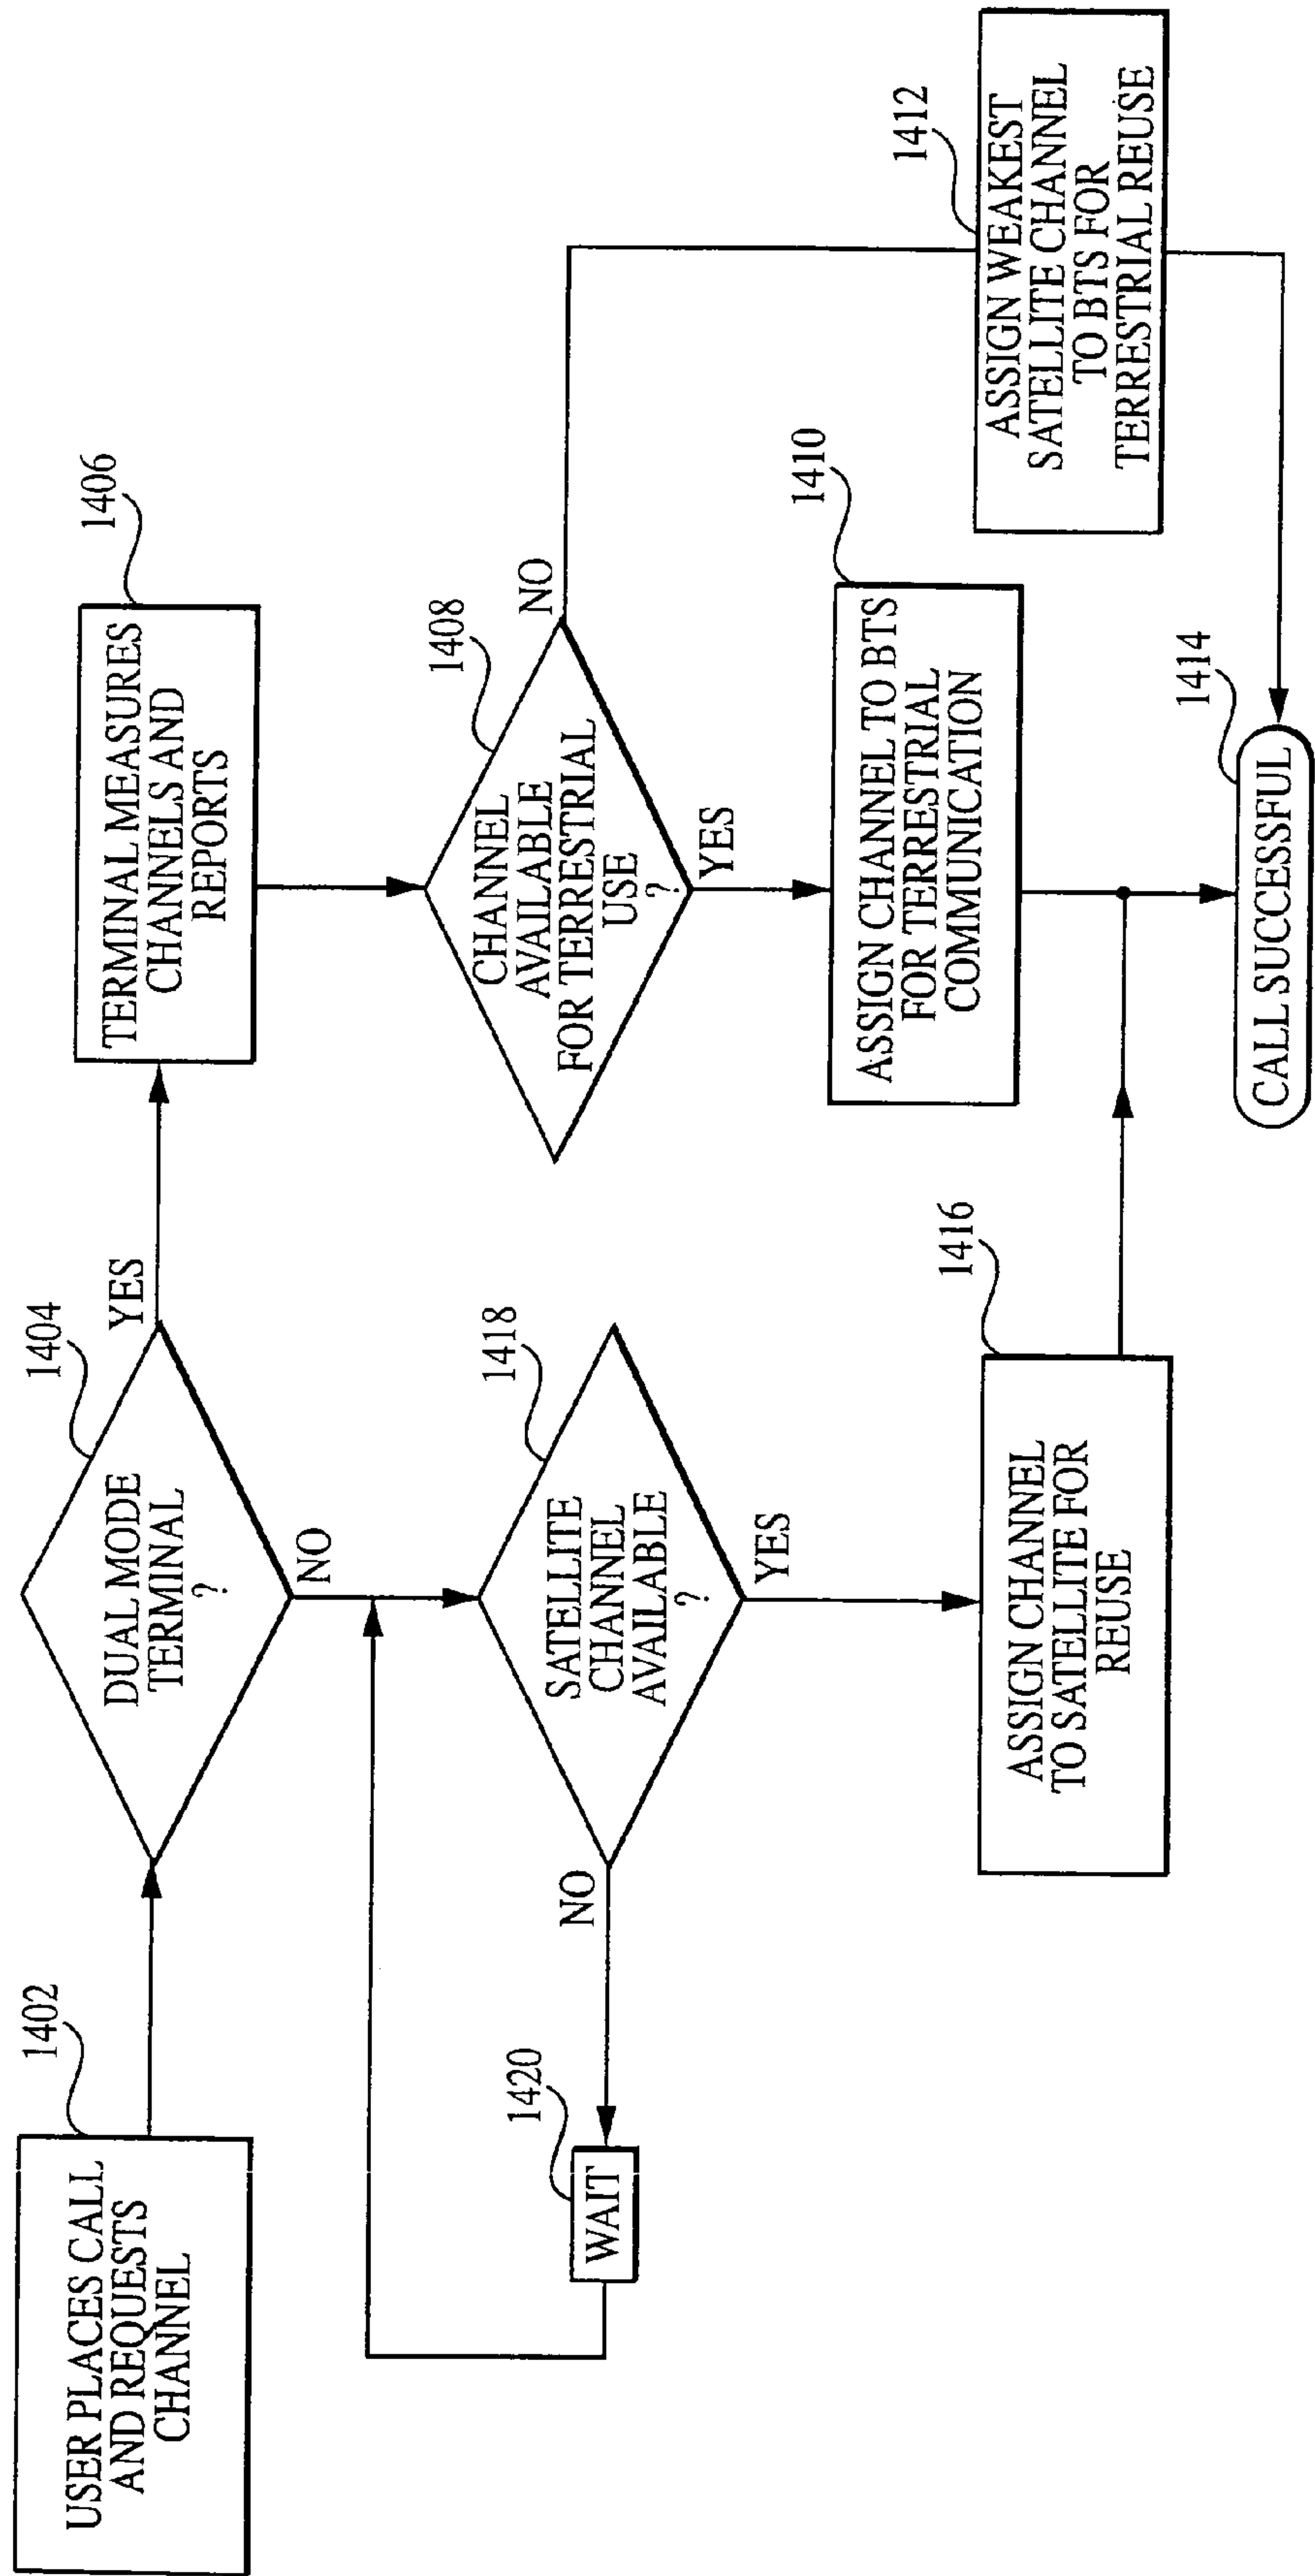 1402
USER PLACES CALL
AND REQUESTS
CHANNEL
1404
DUAL MODE
TERMINAL
?
YES
NO
1406
TERMINAL MEASURES
CHANNELS AND
REPORTS
1420
WAIT
NO
1418
SATELLITE
CHANNEL
AVAILABLE
?
YES
1408
CHANNEL
AVAILABLE
FOR TERRESTRIAL
USE
?
NO
YES
1416
ASSIGN CHANNEL
TO SATELLITE FOR
REUSE
1410
ASSIGN CHANNEL TO BTS
FOR TERRESTRIAL
COMMUNICATION
1412
ASSIGN WEAKEST
SATELLITE CHANNEL
TO BTS FOR
TERRESTRIAL REUSE
1414
CALL SUCCESSFUL